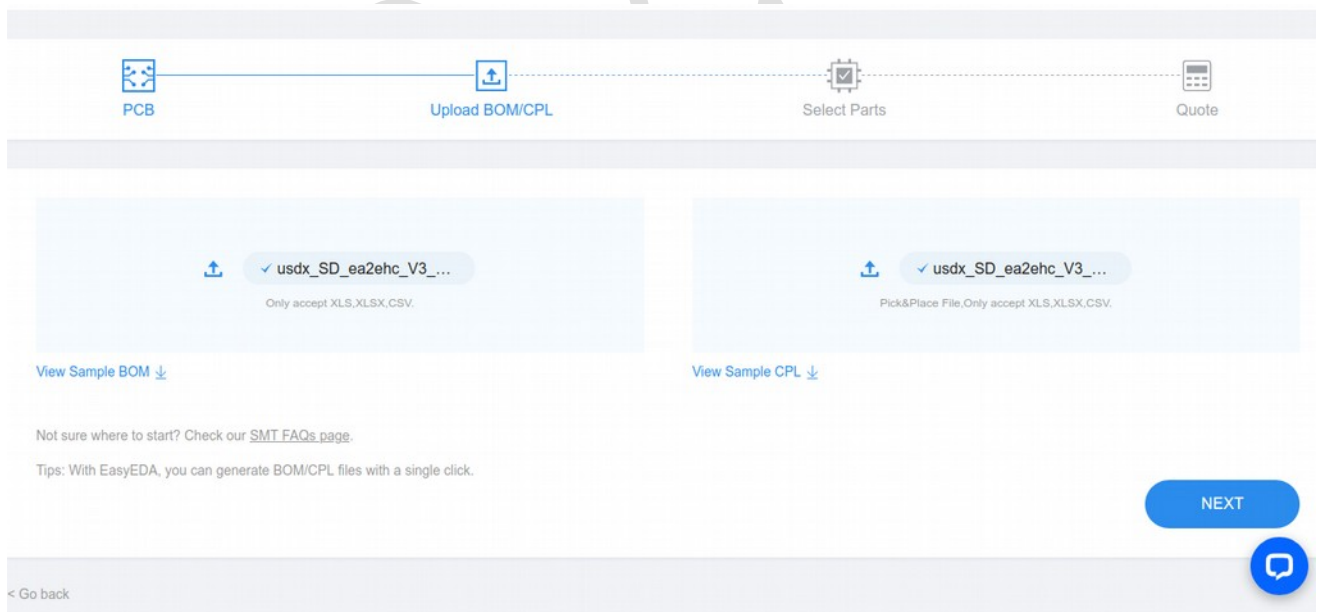 PCB
Upload BOM/CPL
Select Parts
Quote
usdx_SD_ea2ehc_V3_...
Only accept XLS,XLSX,CSV.
View Sample BOM
usdx_SD_ea2ehc_V3_...
Pick&Place File,Only accept XLS,XLSX,CSV.
View Sample CPL
Not sure where to start? Check our SMT FAQs page.
Tips: With EasyEDA, you can generate BOM/CPL files with a single click.
NEXT
< Go back